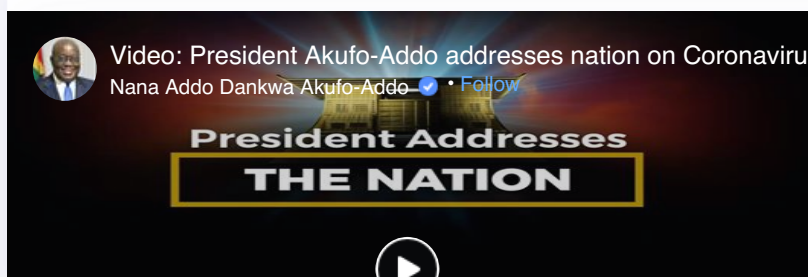 Video: President Akufo-Addo addresses nation on Coronaviru
Nana Addo Dankwa Akufo-Addo • Follow
President Addresses
THE NATION